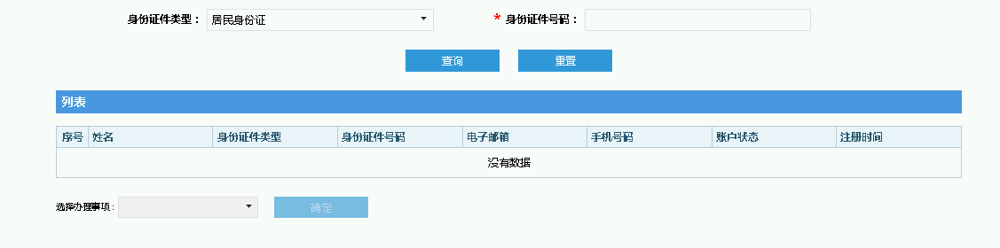 身份证件类型： 居民身份证 * 身份证件号码：
查询 重置
列表
序号 姓名 身份证件类型 身份证件号码 电子邮箱 手机号码 账户状态 注册时间
没有数据
选择办理事项： 确定